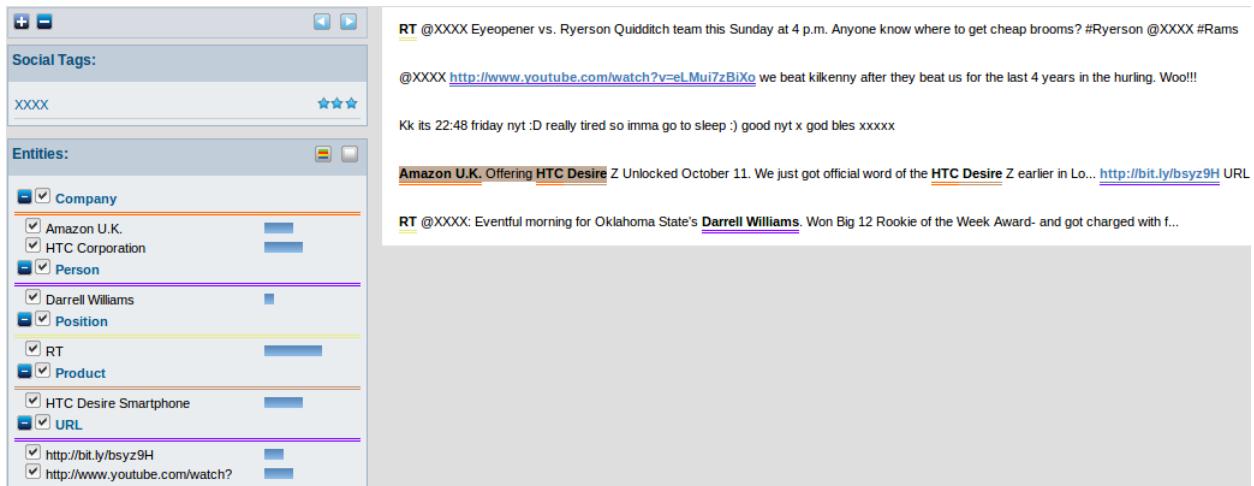 Social Tags:
XXXX
Entities:
Company
Amazon U.K.
HTC Corporation
Person
Darrell Williams
Position
RT
Product
HTC Desire Smartphone
URL
http://bit.ly/bsyz9H
http://www.youtube.com/watch?
RT @XXXX Eyeopener vs. Ryerson Quidditch team this Sunday at 4 p.m. Anyone know where to get cheap brooms? #Ryerson @XXXX #Rams
@XXXX http://www.youtube.com/watch?v=eLMui7zBiXo we beat kilkenny after they beat us for the last 4 years in the hurling. Woo!!!
Kk its 22:48 friday nyt :D really tired so imma go to sleep :) good nyt x god bles xxxxx
Amazon U.K. Offering HTC Desire Z Unlocked October 11. We just got official word of the HTC Desire Z earlier in Lo... http://bit.ly/bsyz9H URL
RT @XXXX: Eventful morning for Oklahoma State's Darrell Williams. Won Big 12 Rookie of the Week Award- and got charged with f...